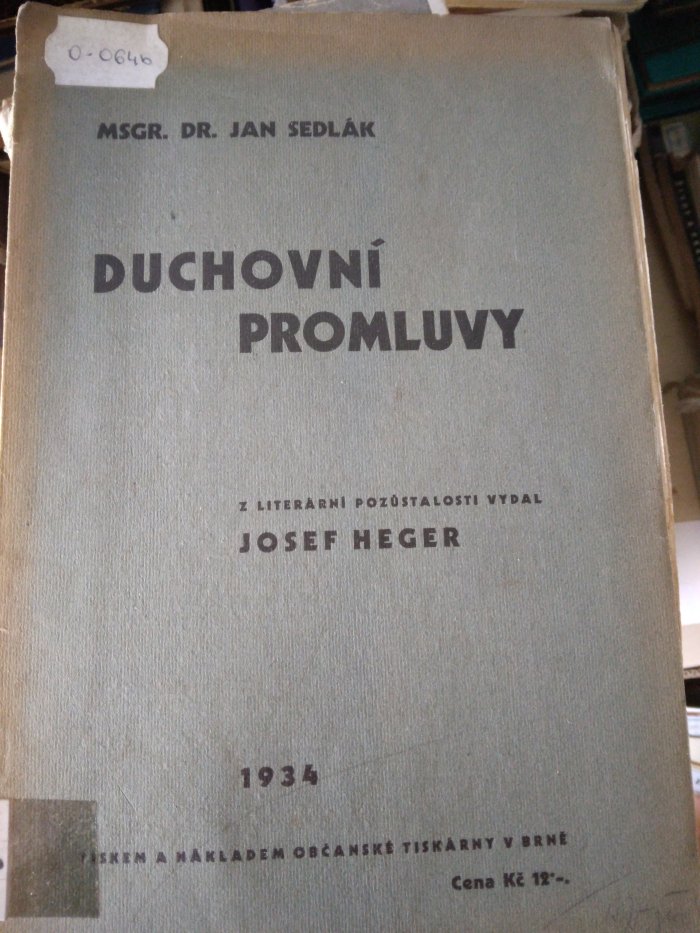 0-0646
MSGR. DR. JAN SEDLÁK
DUCHOVNÍ
PROMLUVY
Z LITERÁRNÍ POZŮSTALOSTI VYDAL
JOSEF HEGER
1934
TISKEM A NÁKLADEM OBČANSKÉ TISKÁRNY V BRNĚ
Cena Kč 12·–.